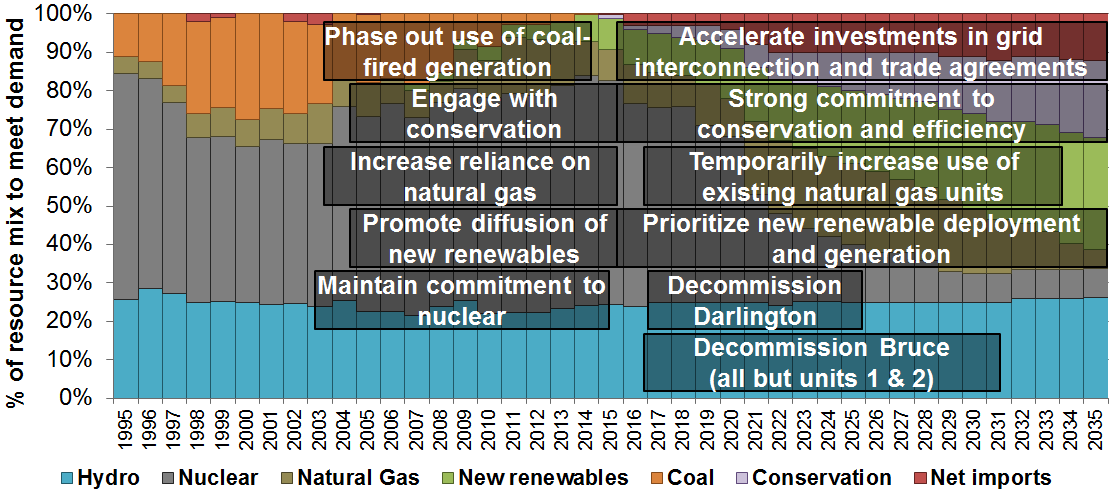 % of resource mix to meet demand
100%
90%
80%
70%
60%
50%
40%
30%
20%
10%
0%
Phase out use of coal-
fired generation
Accelerate investments in grid
interconnection and trade agreements
Engage with
conservation
Strong commitment to
conservation and efficiency
Increase reliance on
natural gas
Temporarily increase use of
existing natural gas units
Promote diffusion of
new renewables
Prioritize new renewable deployment
and generation
Maintain commitment to
nuclear
Decommission
Darlington
Decommission Bruce
(all but units 1 & 2)
1995
1996
1997
1998
1999
2000
2001
2002
2003
2004
2005
2006
2007
2008
2009
2010
2011
2012
2013
2014
2015
2016
2017
2018
2019
2020
2021
2022
2023
2024
2025
2026
2027
2028
2029
2030
2031
2032
2033
2034
2035
Hydro
Nuclear
Natural Gas
New renewables
Coal
Conservation
Net imports